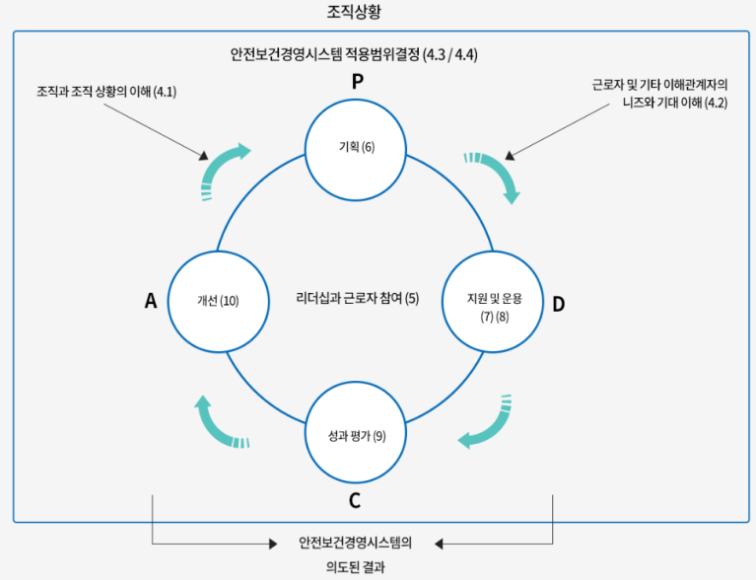 조직상황
안전보건경영시스템 적용범위결정 (4.3 / 4.4)
P
조직과 조직 상황의 이해 (4.1)
근로자 및 기타 이해관계자의
니즈와 기대 이해 (4.2)
기획 (6)
A
개선 (10)
리더십과 근로자 참여 (5)
지원 및 운용
(7) (8)
D
성과 평가 (9)
C
안전보건경영시스템의
의도된 결과